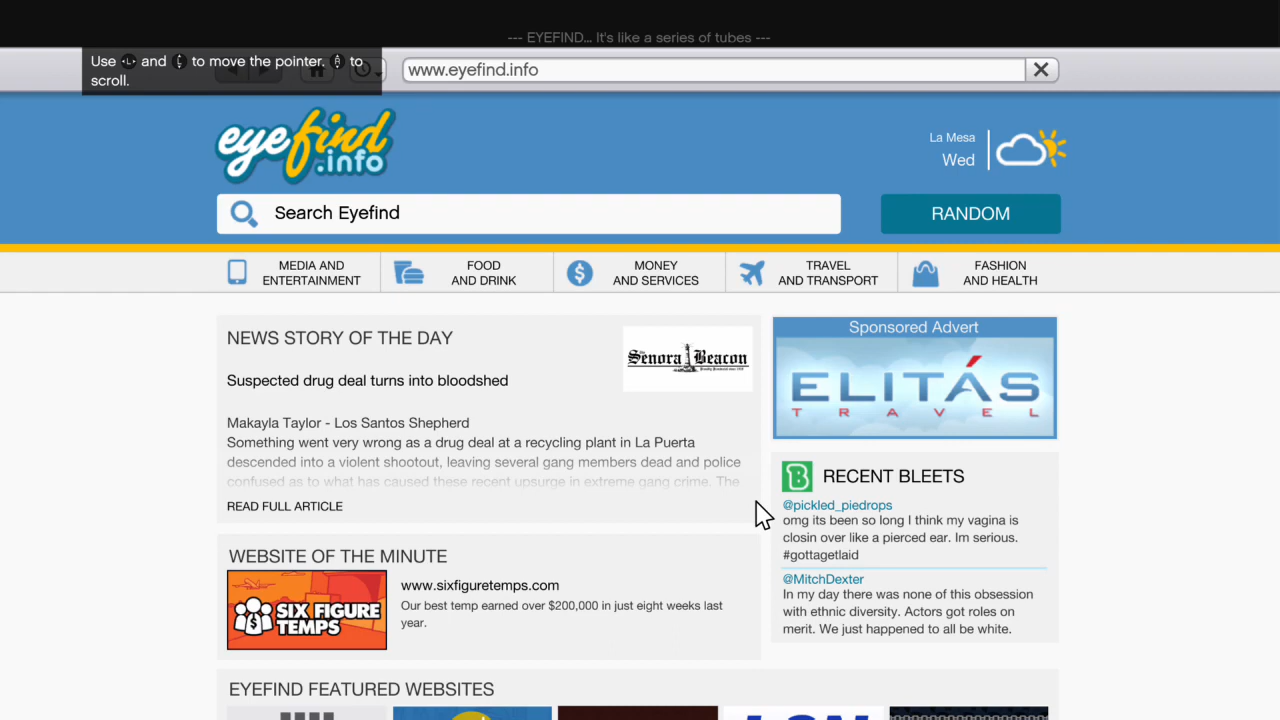 --- EYEFIND... It's like a series of tubes ---
Use L and L to move the pointer. R to
scroll.
www.eyefind.info
eyefind
.info
La Mesa
Wed
Search Eyefind
RANDOM
MEDIA AND
ENTERTAINMENT
FOOD
AND DRINK
MONEY
AND SERVICES
TRAVEL
AND TRANSPORT
FASHION
AND HEALTH
NEWS STORY OF THE DAY
Senora Beacon
Suspected drug deal turns into bloodshed
Makayla Taylor - Los Santos Shepherd
Something went very wrong as a drug deal at a recycling plant in La Puerta
descended into a violent shootout, leaving several gang members dead and police
confused as to what has caused these recent upsurge in extreme gang crime. The
READ FULL ARTICLE
Sponsored Advert
ELITÁS
TRAVEL
RECENT BLEETS
@pickled_piedrops
omg its been so long I think my vagina is
closin over like a pierced ear. Im serious.
#gottagetlaid
@MitchDexter
In my day there was none of this obsession
with ethnic diversity. Actors got roles on
merit. We just happened to all be white.
WEBSITE OF THE MINUTE
SIX FIGURE
TEMPS
www.sixfiguretemps.com
Our best temp earned over $200,000 in just eight weeks last
year.
EYEFIND FEATURED WEBSITES